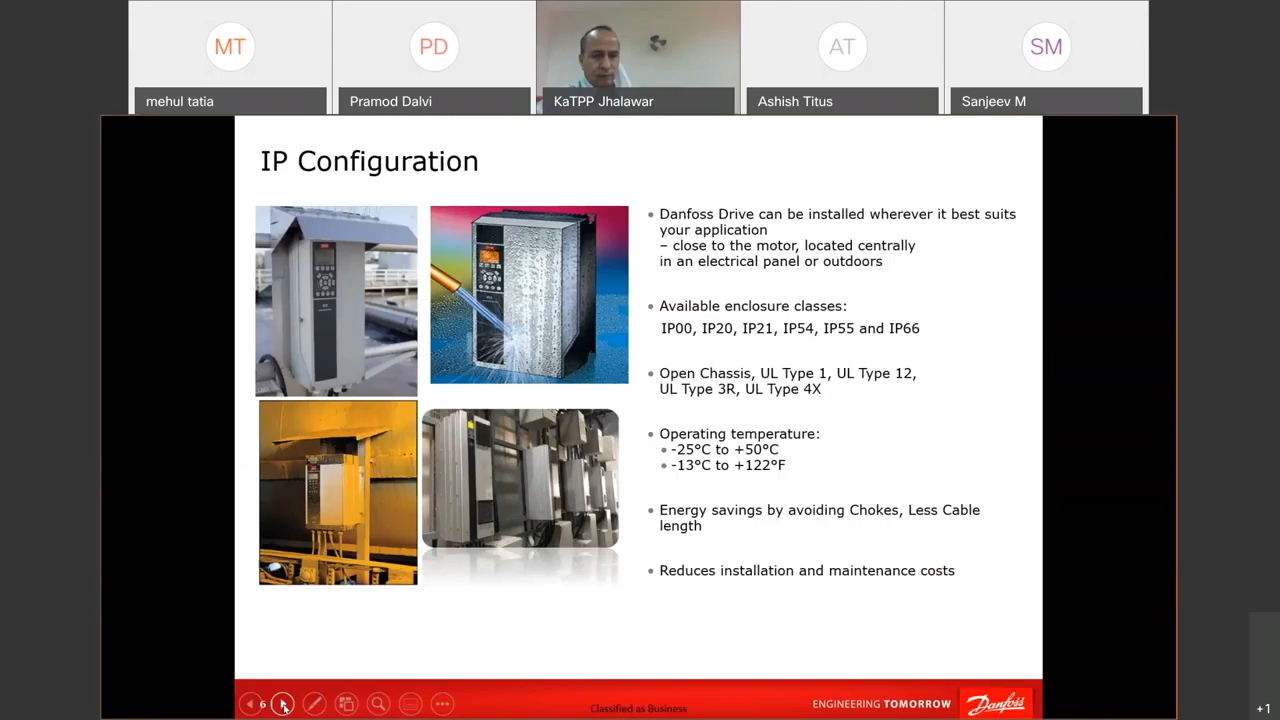 MT
PD
AT
SM
mehul tatia
Pramod Dalvi
KaTPP Jhalawar
Ashish Titus
Sanjeev M
IP Configuration
• Danfoss Drive can be installed wherever it best suits
your application
– close to the motor, located centrally
in an electrical panel or outdoors
• Available enclosure classes:
IP00, IP20, IP21, IP54, IP55 and IP66
• Open Chassis, UL Type 1, UL Type 12,
UL Type 3R, UL Type 4X
• Operating temperature:
• -25°C to +50°C
• -13°C to +122°F
• Energy savings by avoiding Chokes, Less Cable
length
• Reduces installation and maintenance costs
6
Classified as Business
ENGINEERING TOMORROW
Danfoss
+1